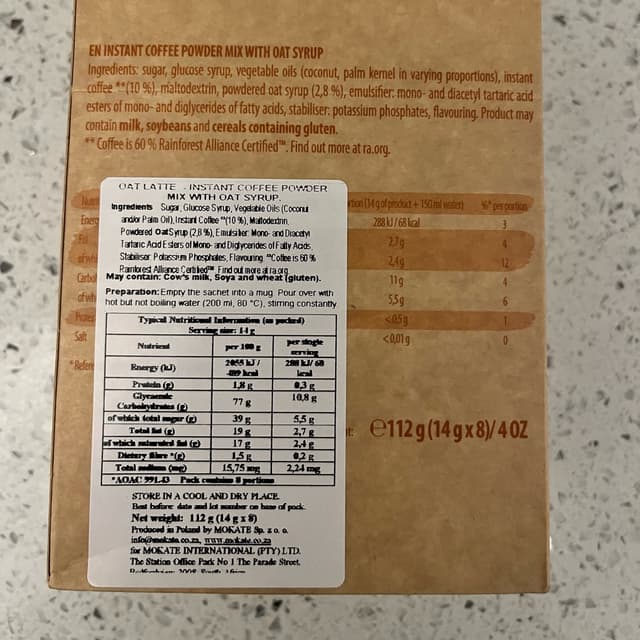 EN INSTANT COFFEE POWDER MIX WITH OAT SYRUP
Ingredients: sugar, glucose syrup, vegetable oils (coconut, palm kernel in varying proportions), instant
coffee **(10 %), maltodextrin, powdered oat syrup (2,8 %), emulsifier: mono- and diacetyl tartaric acid
esters of mono- and diglycerides of fatty acids, stabiliser: potassium phosphates, flavouring. Product may
contain milk, soybeans and cereals containing gluten.
** Coffee is 60 % Rainforest Alliance Certified™. Find out more at ra.org.
(14 g of product + 150 ml water) %* per portion
288 kJ / 68 kcal 3
2,7 g 4
2,4 g 12
11 g 4
5,5 g 6
<0,5 g 1
Salt <0,01 g 0
e 112 g (14 g x 8)/ 4 OZ
OAT LATTE - INSTANT COFFEE POWDER
MIX WITH OAT SYRUP.
Ingredients Sugar, Glucose Syrup, Vegetable Oils (Coconut
and/or Palm Oil), Instant Coffee **(10 %), Maltodextrin,
Powdered Oat Syrup (2,8 %), Emulsifier: Mono- and Diacetyl
Tartaric Acid Esters of Mono- and Diglycerides of Fatty Acids,
Stabiliser: Potassium Phosphates, Flavouring. **Coffee is 60 %
Rainforest Alliance Certified™ Find out more at ra.org
May contain: Cow's milk, Soya and wheat (gluten).
Preparation: Empty the sachet into a mug. Pour over with
hot but not boiling water (200 ml, 80 °C), stirring constantly
Typical Nutritional Information (as packed)
Serving size: 14 g
Nutrient per 100 g per single serving
Energy (kJ) 2055 kJ / 489 kcal 288 kJ/ 68 kcal
Protein (g) 1,8 g 0,3 g
Glycaemic Carbohydrates (g) 77 g 10,8 g
of which total sugar (g) 39 g 5,5 g
Total fat (g) 19 g 2,7 g
of which saturated fat (g) 17 g 2,4 g
Dietary fibre *(g) 1,5 g 0,2 g
Total sodium (mg) 15,75 mg 2,24 mg
*AOAC 991.43 Pack contains 8 portions
STORE IN A COOL AND DRY PLACE.
Best before: date and lot number on base of pack.
Net weight: 112 g (14 g x 8)
Produced in Poland by MOKATE Sp. z o. o.
info@mokate.co.za, www.mokate.co.za
for MOKATE INTERNATIONAL (PTY) LTD.
The Station Office Park No 1 The Parade Street,